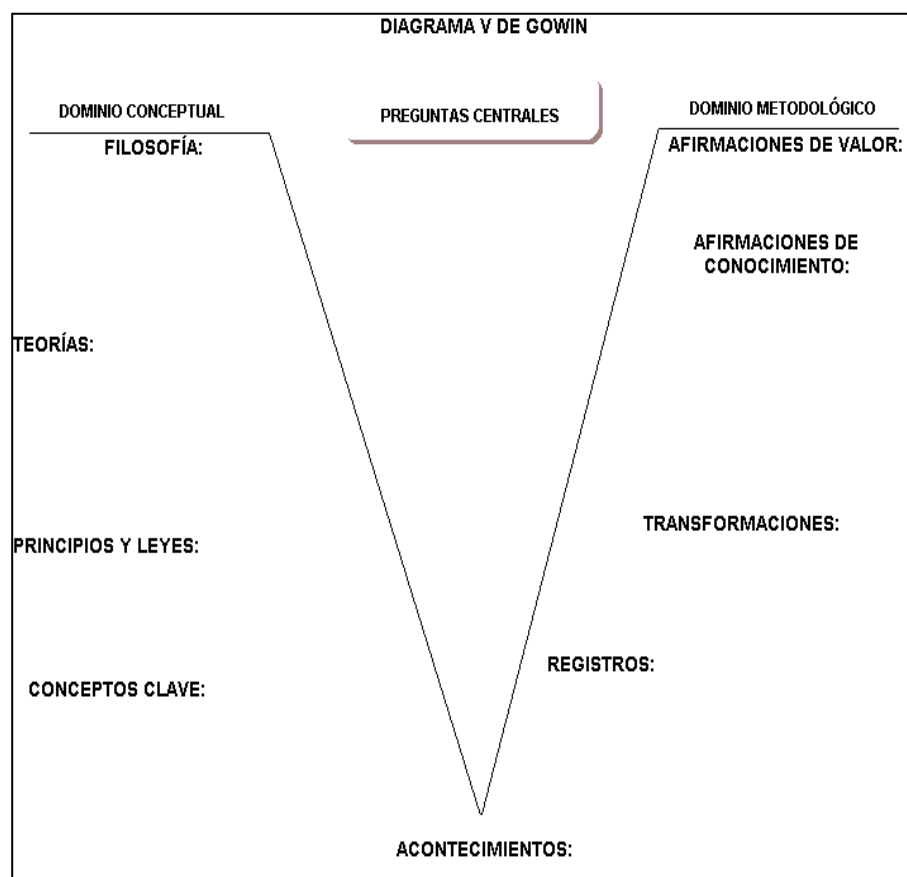 DIAGRAMA V DE GOWIN
DOMINIO CONCEPTUAL
PREGUNTAS CENTRALES
DOMINIO METODOLÓGICO
FILOSOFÍA:
AFIRMACIONES DE VALOR:
AFIRMACIONES DE
CONOCIMIENTO:
TEORÍAS:
TRANSFORMACIONES:
PRINCIPIOS Y LEYES:
REGISTROS:
CONCEPTOS CLAVE:
ACONTECIMIENTOS: